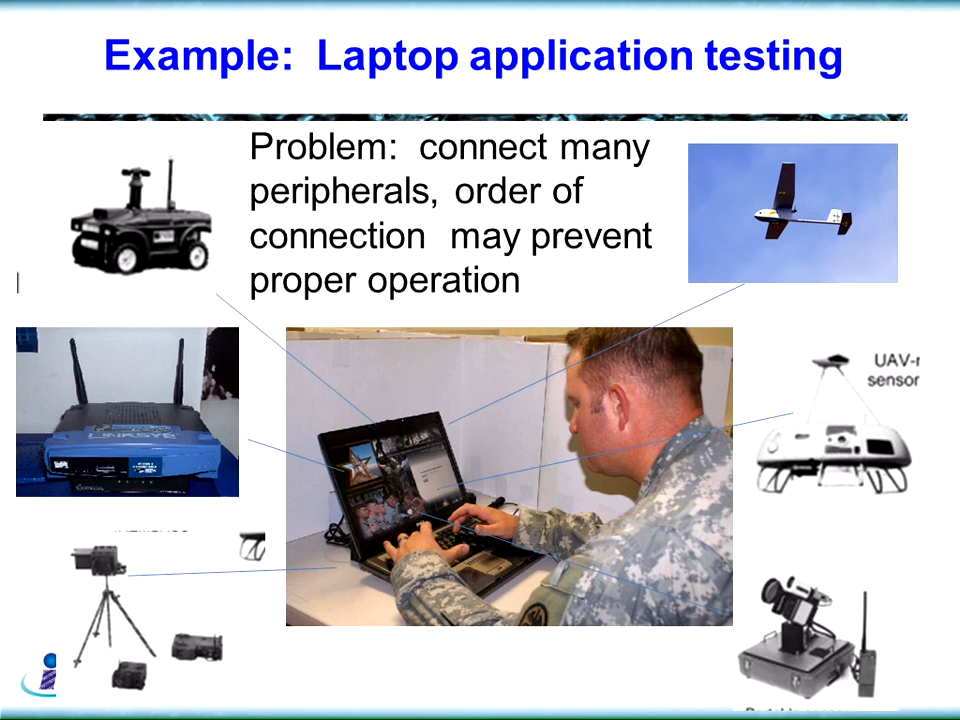 Example:  Laptop application testing
Problem:  connect many
peripherals, order of
connection  may prevent
proper operation
UAV-r
sensor
LINKSYS